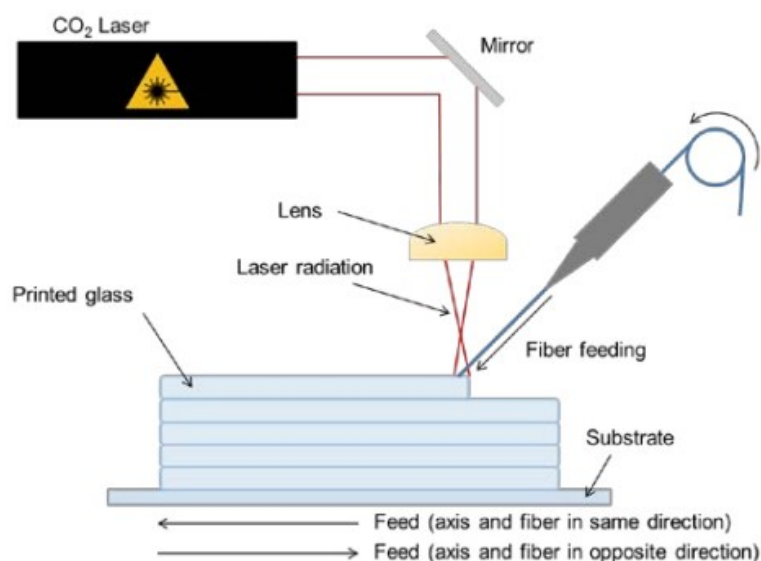 CO₂ Laser
Mirror
Lens
Laser radiation
Printed glass
Fiber feeding
Substrate
Feed (axis and fiber in same direction)
Feed (axis and fiber in opposite direction)